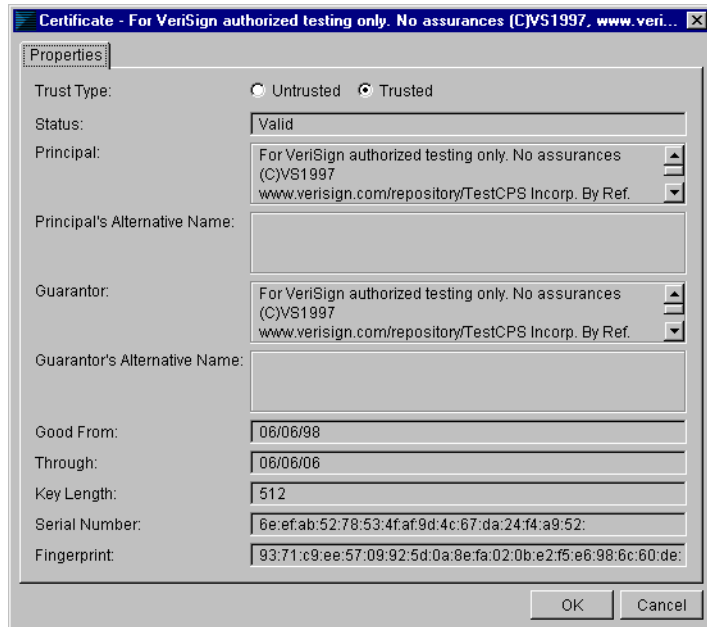 Certificate - For VeriSign authorized testing only. No assurances (C)VS1997, www.veri...
Properties
Trust Type: Untrusted Trusted
Status: Valid
Principal: For VeriSign authorized testing only. No assurances
(C)VS1997
www.verisign.com/repository/TestCPS Incorp. By Ref.
Principal's Alternative Name:
Guarantor: For VeriSign authorized testing only. No assurances
(C)VS1997
www.verisign.com/repository/TestCPS Incorp. By Ref.
Guarantor's Alternative Name:
Good From: 06/06/98
Through: 06/06/06
Key Length: 512
Serial Number: 6e:ef:ab:52:78:53:4f:af:9d:4c:67:da:24:f4:a9:52:
Fingerprint: 93:71:c9:ee:57:09:92:5d:0a:8e:fa:02:0b:e2:f5:e6:98:6c:60:de:
OK Cancel